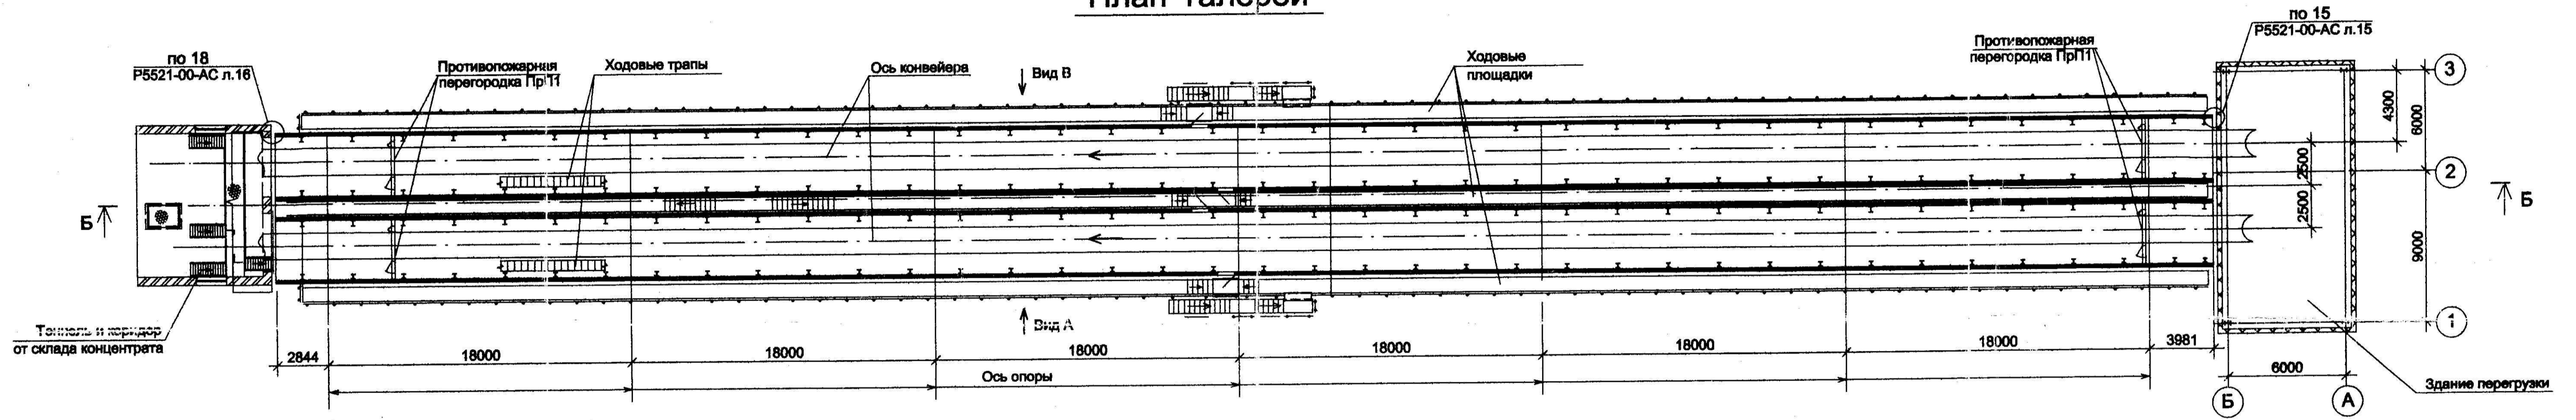 План галерей
по 18
Р5521-00-АС л.16
Противопожарная
перегородка ПрП1
Ходовые трапы
Ось конвейера
Вид В
Ходовые
площадки
Противопожарная
перегородка ПрП1
по 15
Р5521-00-АС л.15
3
4300
6000
2500
2
Б
Б
2500
9000
1
Тоннель и коридор
от склада концентрата
Вид А
2844
18000
18000
18000
18000
18000
18000
3981
Ось опоры
6000
Здание перегрузки
Б
А